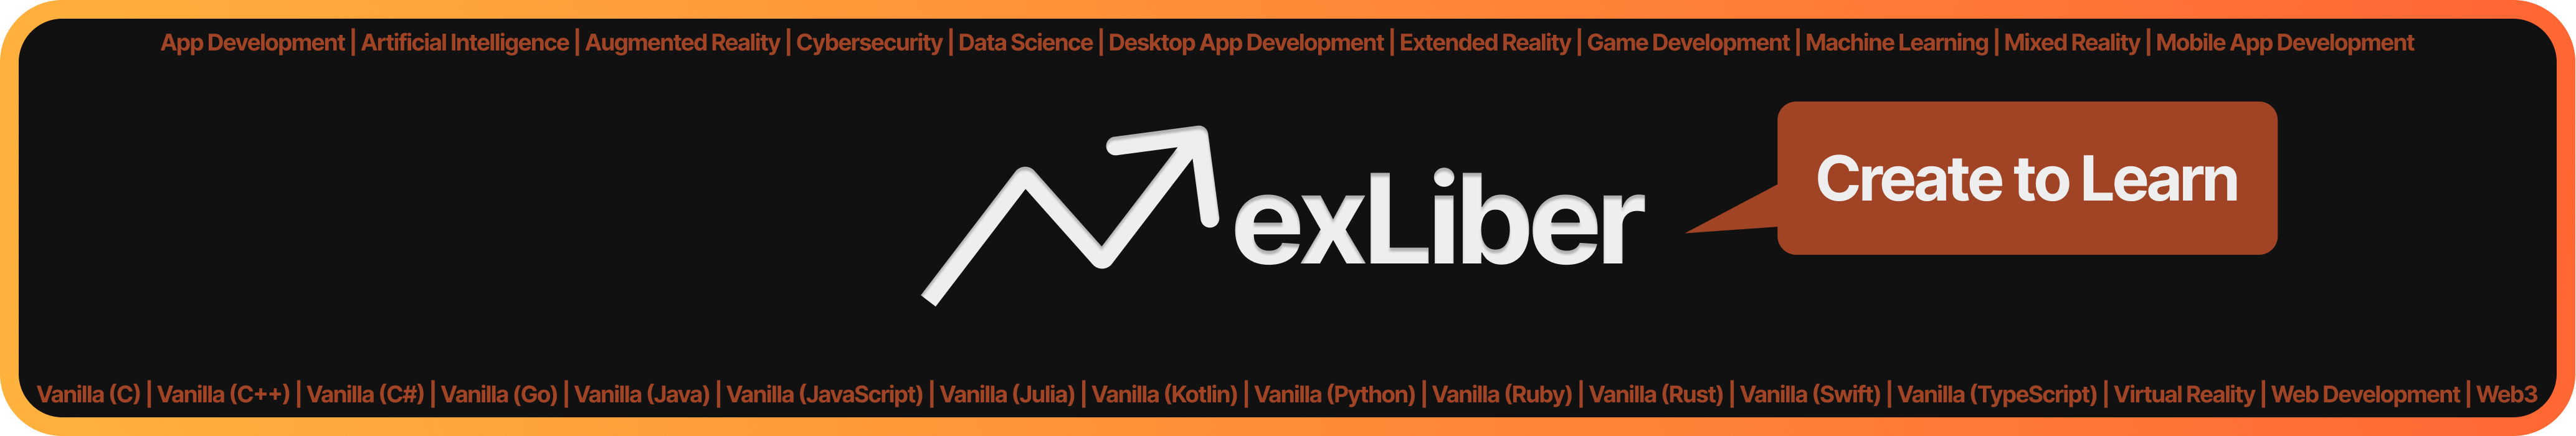 App Development | Artificial Intelligence | Augmented Reality | Cybersecurity | Data Science | Desktop App Development | Extended Reality | Game Development | Machine Learning | Mixed Reality | Mobile App Development
exLiber
Create to Learn
Vanilla (C) | Vanilla (C++) | Vanilla (C#) | Vanilla (Go) | Vanilla (Java) | Vanilla (JavaScript) | Vanilla (Julia) | Vanilla (Kotlin) | Vanilla (Python) | Vanilla (Ruby) | Vanilla (Rust) | Vanilla (Swift) | Vanilla (TypeScript) | Virtual Reality | Web Development | Web3